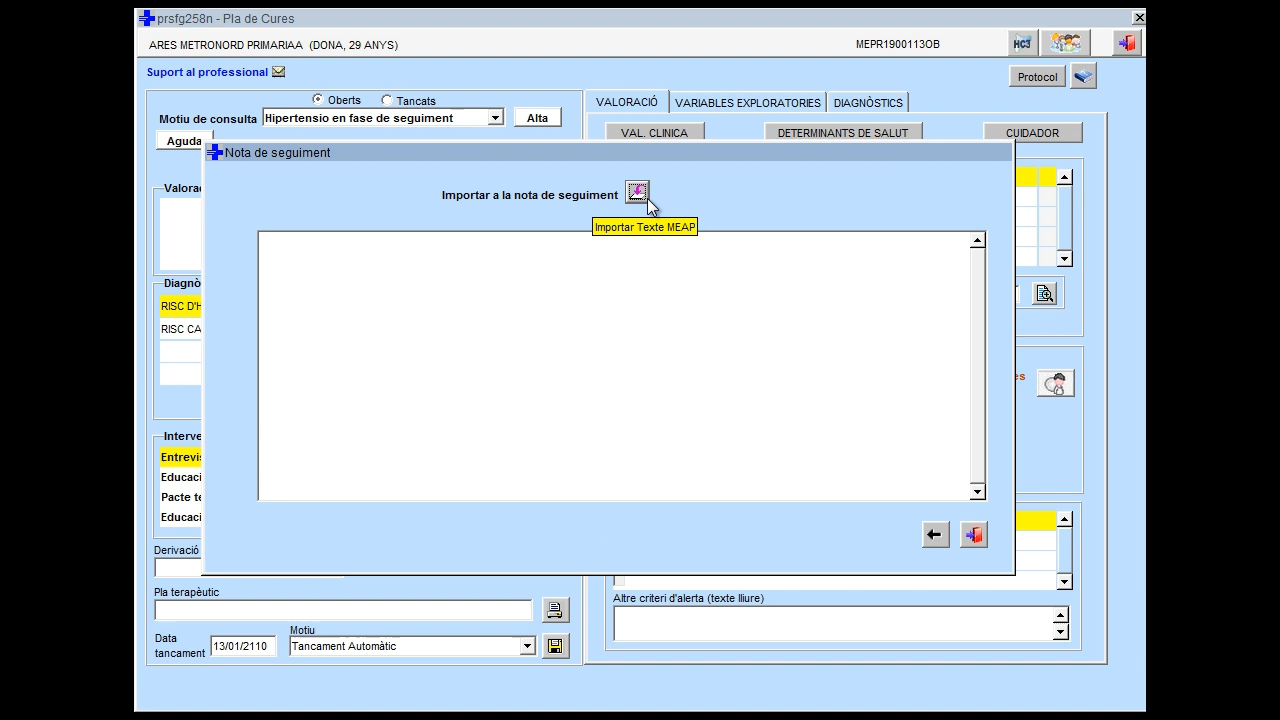 prsfg258n - Pla de Cures
ARES METRONORD PRIMARIAA (DONA, 29 ANYS)
MEPR1900113OB
HC3
Suport al professional
Protocol
Oberts
Tancats
Motiu de consulta
Hipertensio en fase de seguiment
Alta
VALORACIÓ
VARIABLES EXPLORATORIES
DIAGNÒSTICS
VAL. CLINICA
DETERMINANTS DE SALUT
CUIDADOR
Aguda
Nota de seguiment
Importar a la nota de seguiment
Importar Texte MEAP
Valorac
Diagnò
RISC D'H
RISC CA
es
Interve
Entrevis
Educaci
Pacte te
Educaci
Derivació
Pla terapèutic
Altre criteri d'alerta (texte lliure)
Data
tancament
13/01/2110
Motiu
Tancament Automàtic